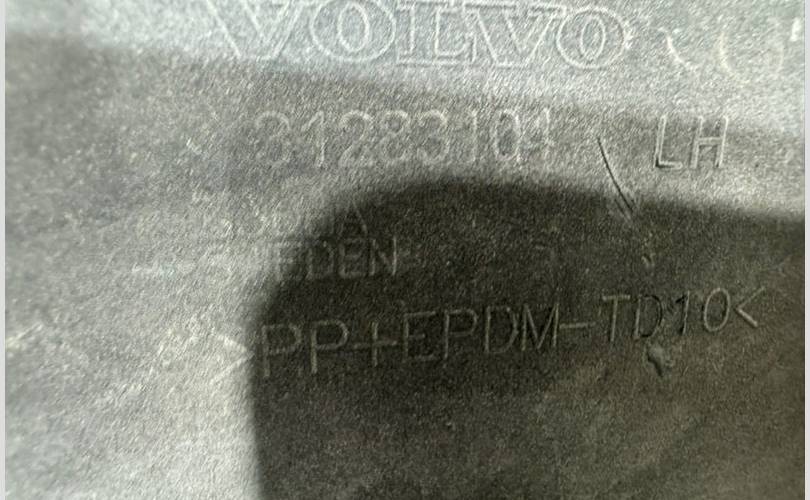 VOLVO
31283104 LH
SWEDEN
>PP+EPDM-TD10<